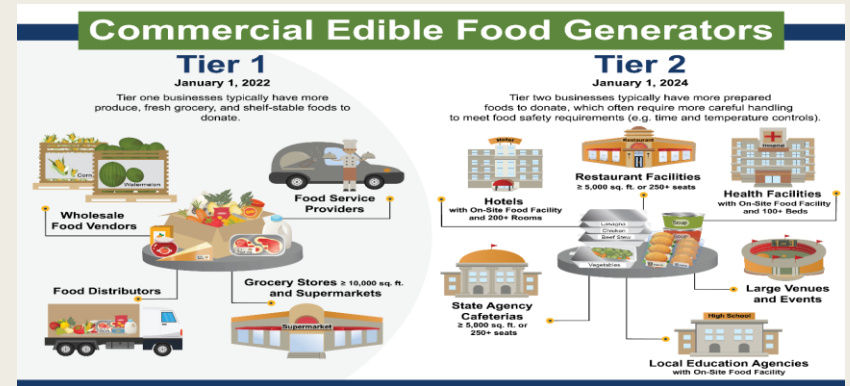 Commercial Edible Food Generators
Tier 1
January 1, 2022
Tier one businesses typically have more
produce, fresh grocery, and shelf-stable foods to
donate.
Corn
Watermelon
Wholesale
Food Vendors
Food Service
Providers
Food Distributors
Grocery Stores ≥ 10,000 sq. ft.
and Supermarkets
Supermarket
Tier 2
January 1, 2024
Tier two businesses typically have more prepared
foods to donate, which often require more careful handling
to meet food safety requirements (e.g. time and temperature controls).
Hotel
Hotels
with On-Site Food Facility
and 200+ Rooms
Restaurant
Restaurant Facilities
≥ 5,000 sq. ft. or 250+ seats
Hospital
Health Facilities
with On-Site Food Facility
and 100+ Beds
Lasagna
Chicken
Beef Stew
Vegetables
Soup
State Agency
Cafeterias
≥ 5,000 sq. ft. or
250+ seats
Large Venues
and Events
High School
Local Education Agencies
with On-Site Food Facility